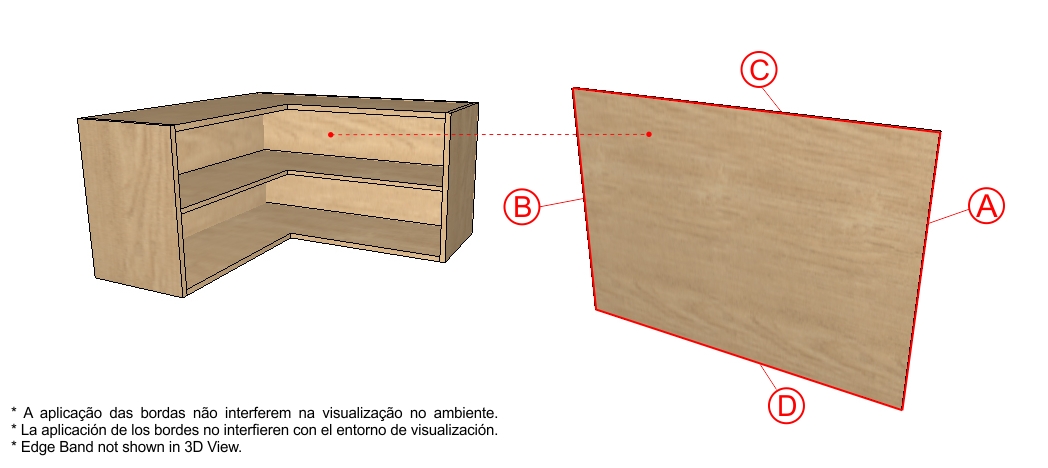 C
B
A
D
* A aplicação das bordas não interferem na visualização no ambiente.
* La aplicación de los bordes no interfieren con el entorno de visualización.
* Edge Band not shown in 3D View.